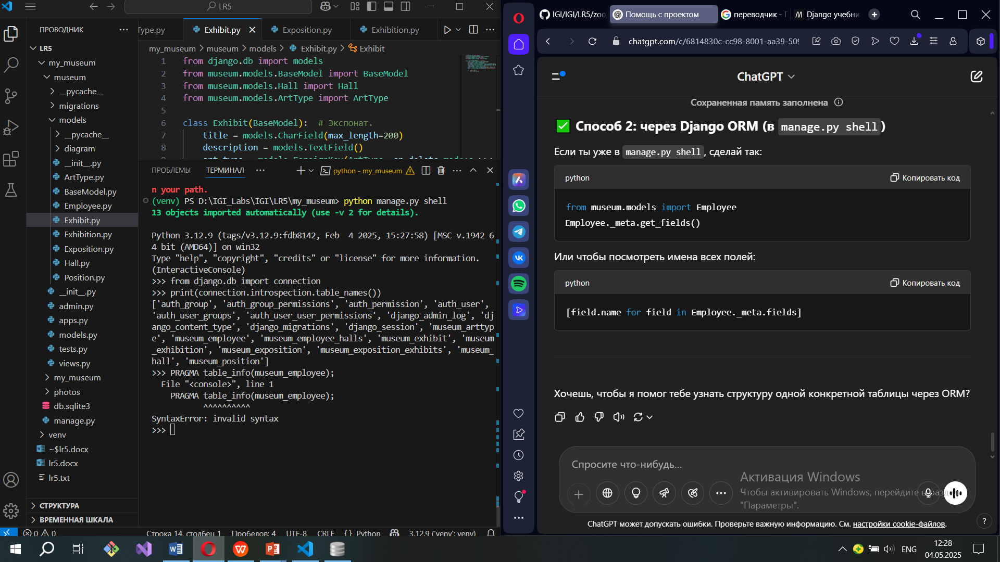 LR5
ПРОВОДНИК
Type.py
Exhibit.py
Exposition.py
Exhibition.py
my_museum > museum > models > Exhibit.py > Exhibit
LR5
my_museum
museum
__pycache__
migrations
models
__pycache__
diagram
__init__.py
ArtType.py
BaseModel.py
Employee.py
Exhibit.py
Exhibition.py
Exposition.py
Hall.py
Position.py
__init__.py
admin.py
apps.py
models.py
tests.py
views.py
my_museum
photos
db.sqlite3
manage.py
venv
~$lr5.docx
lr5.docx
lr5.txt
СТРУКТУРА
ВРЕМЕННАЯ ШКАЛА
1 from django.db import models
2 from museum.models.BaseModel import BaseModel
3 from museum.models.Hall import Hall
4 from museum.models.ArtType import ArtType
5
6 class Exhibit(BaseModel):  # Экспонат.
7 title = models.CharField(max_length=200)
8 description = models.TextField()
ПРОБЛЕМЫ
ТЕРМИНАЛ
python - my_museum
n your path.
(venv) PS D:\IGI_Labs\IGI\LR5\my_museum> python manage.py shell
13 objects imported automatically (use -v 2 for details).
Python 3.12.9 (tags/v3.12.9:fdb8142, Feb  4 2025, 15:27:58) [MSC v.1942 6
4 bit (AMD64)] on win32
Type "help", "copyright", "credits" or "license" for more information.
(InteractiveConsole)
>>> from django.db import connection
>>> print(connection.introspection.table_names())
['auth_group', 'auth_group_permissions', 'auth_permission', 'auth_user',
'auth_user_groups', 'auth_user_user_permissions', 'django_admin_log', 'dj
ango_content_type', 'django_migrations', 'django_session', 'museum_arttyp
e', 'museum_employee', 'museum_employee_halls', 'museum_exhibit', 'museum
_exhibition', 'museum_exposition', 'museum_exposition_exhibits', 'museum_
hall', 'museum_position']
>>> PRAGMA table_info(museum_employee);
File "<console>", line 1
PRAGMA table_info(museum_employee);
^^^^^^^^^^
SyntaxError: invalid syntax
>>>
0 0
Строка 14, столбец 1
Пробелов: 4
UTF-8
CRLF
{ } Python
3.12.9 ('venv': venv)
IGI/IGI/LR5/zoo
Помощь с проектом
переводчик - Г
Django учебни
chatgpt.com/c/6814830c-cc98-8001-aa39-509
ChatGPT
Сохраненная память заполнена
Способ 2: через Django ORM (в manage.py shell)
Если ты уже в manage.py shell, сделай так:
python
Копировать код
from museum.models import Employee
Employee._meta.get_fields()
Или чтобы посмотреть имена всех полей:
python
Копировать код
[field.name for field in Employee._meta.fields]
Хочешь, чтобы я помог тебе узнать структуру одной конкретной таблицы через ORM?
Спросите что-нибудь...
Активация Windows
Чтобы активировать Windows, перейдите в разд
"Параметры".
ChatGPT может допускать ошибки. Проверьте важную информацию. См. настройки cookie-файлов.
?
ENG
12:28
04.05.2025